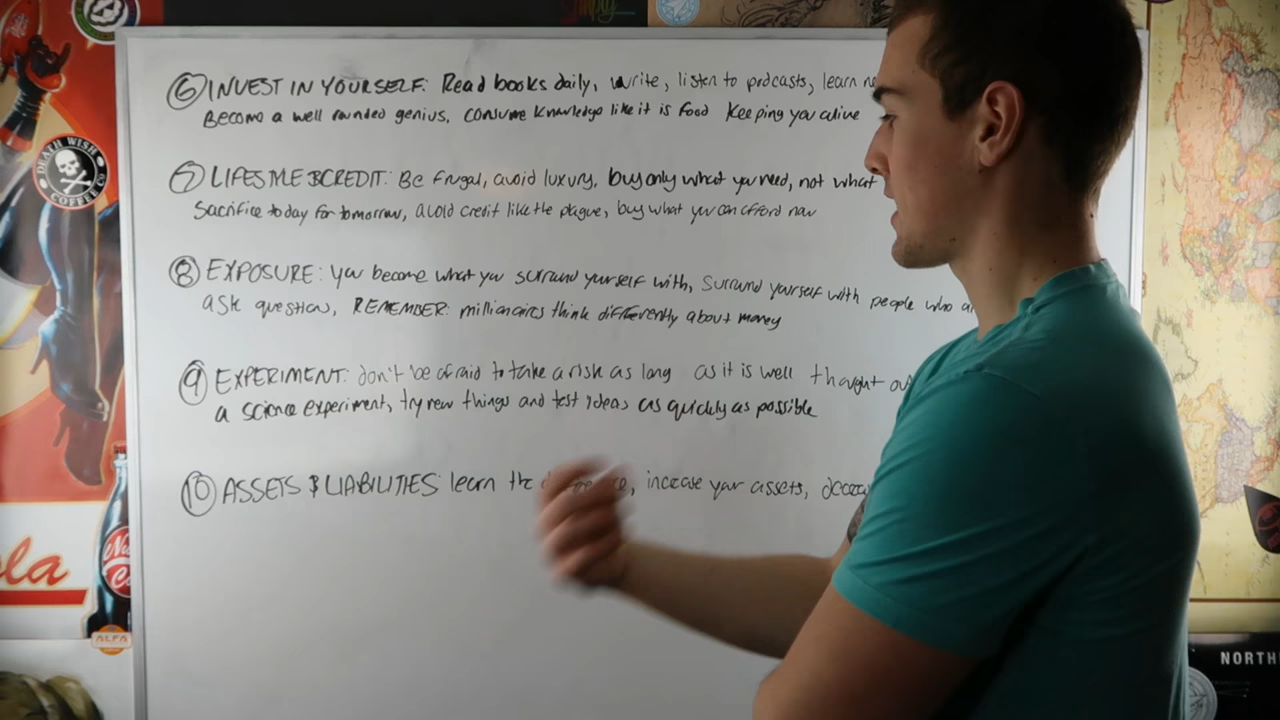 ⑥ INVEST IN YOURSELF: Read books daily, write, listen to podcasts, learn
Become a well rounded genius, consume knowledge like it is food keeping you alive
⑦ LIFESTYLE & CREDIT: Be frugal, avoid luxury, buy only what you need, not what
Sacrifice today for tomorrow, avoid credit like the plague, buy what you can afford now
⑧ EXPOSURE: you become what you surround yourself with, surround yourself with people who
ask question, REMEMBER: millionaires think differently about money
⑨ EXPERIMENT: don't be afraid to take a risk as long as it is well thought
a science experiment, try new things and test ideas as quickly as possible
⑩ ASSETS & LIABILITIES: learn the increase your assets,
DEATH WISH
COFFEE CO
la
Nu
Co
ALFA
NORTH